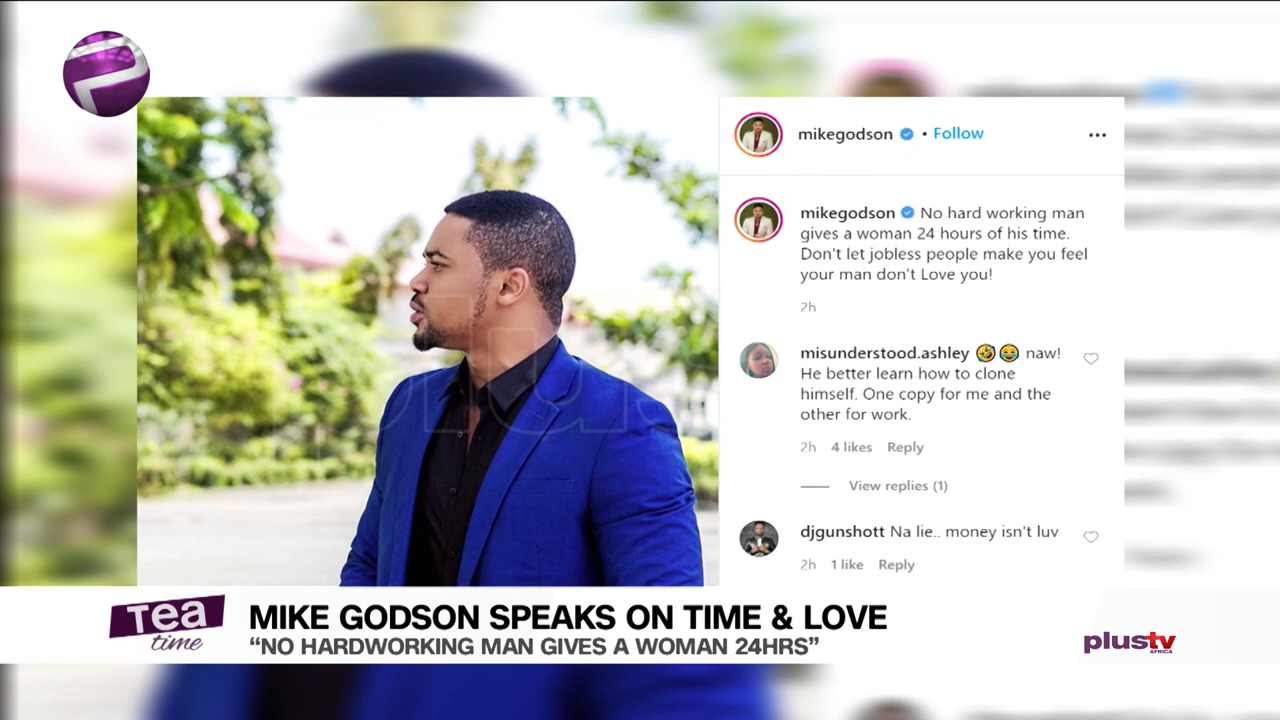 mikegodson • Follow
mikegodson No hard working man
gives a woman 24 hours of his time.
Don't let jobless people make you feel
your man don't Love you!
2h
misunderstood.ashley 🤣😂 naw!
He better learn how to clone
himself. One copy for me and the
other for work.
2h 4 likes Reply
View replies (1)
djgunshott Na lie.. money isn't luv
2h 1 like Reply
plus
Tea
time
MIKE GODSON SPEAKS ON TIME & LOVE
“NO HARDWORKING MAN GIVES A WOMAN 24HRS”
plustv
AFRICA